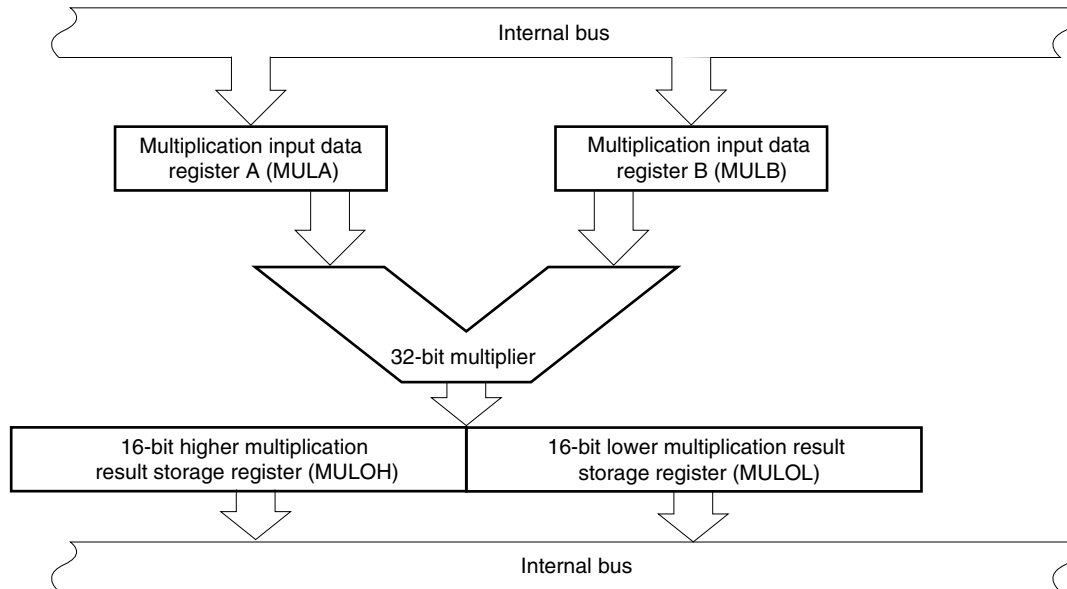 Internal bus
Multiplication input data
register A (MULA)
Multiplication input data
register B (MULB)
32-bit multiplier
16-bit higher multiplication
result storage register (MULOH)
16-bit lower multiplication result
storage register (MULOL)
Internal bus